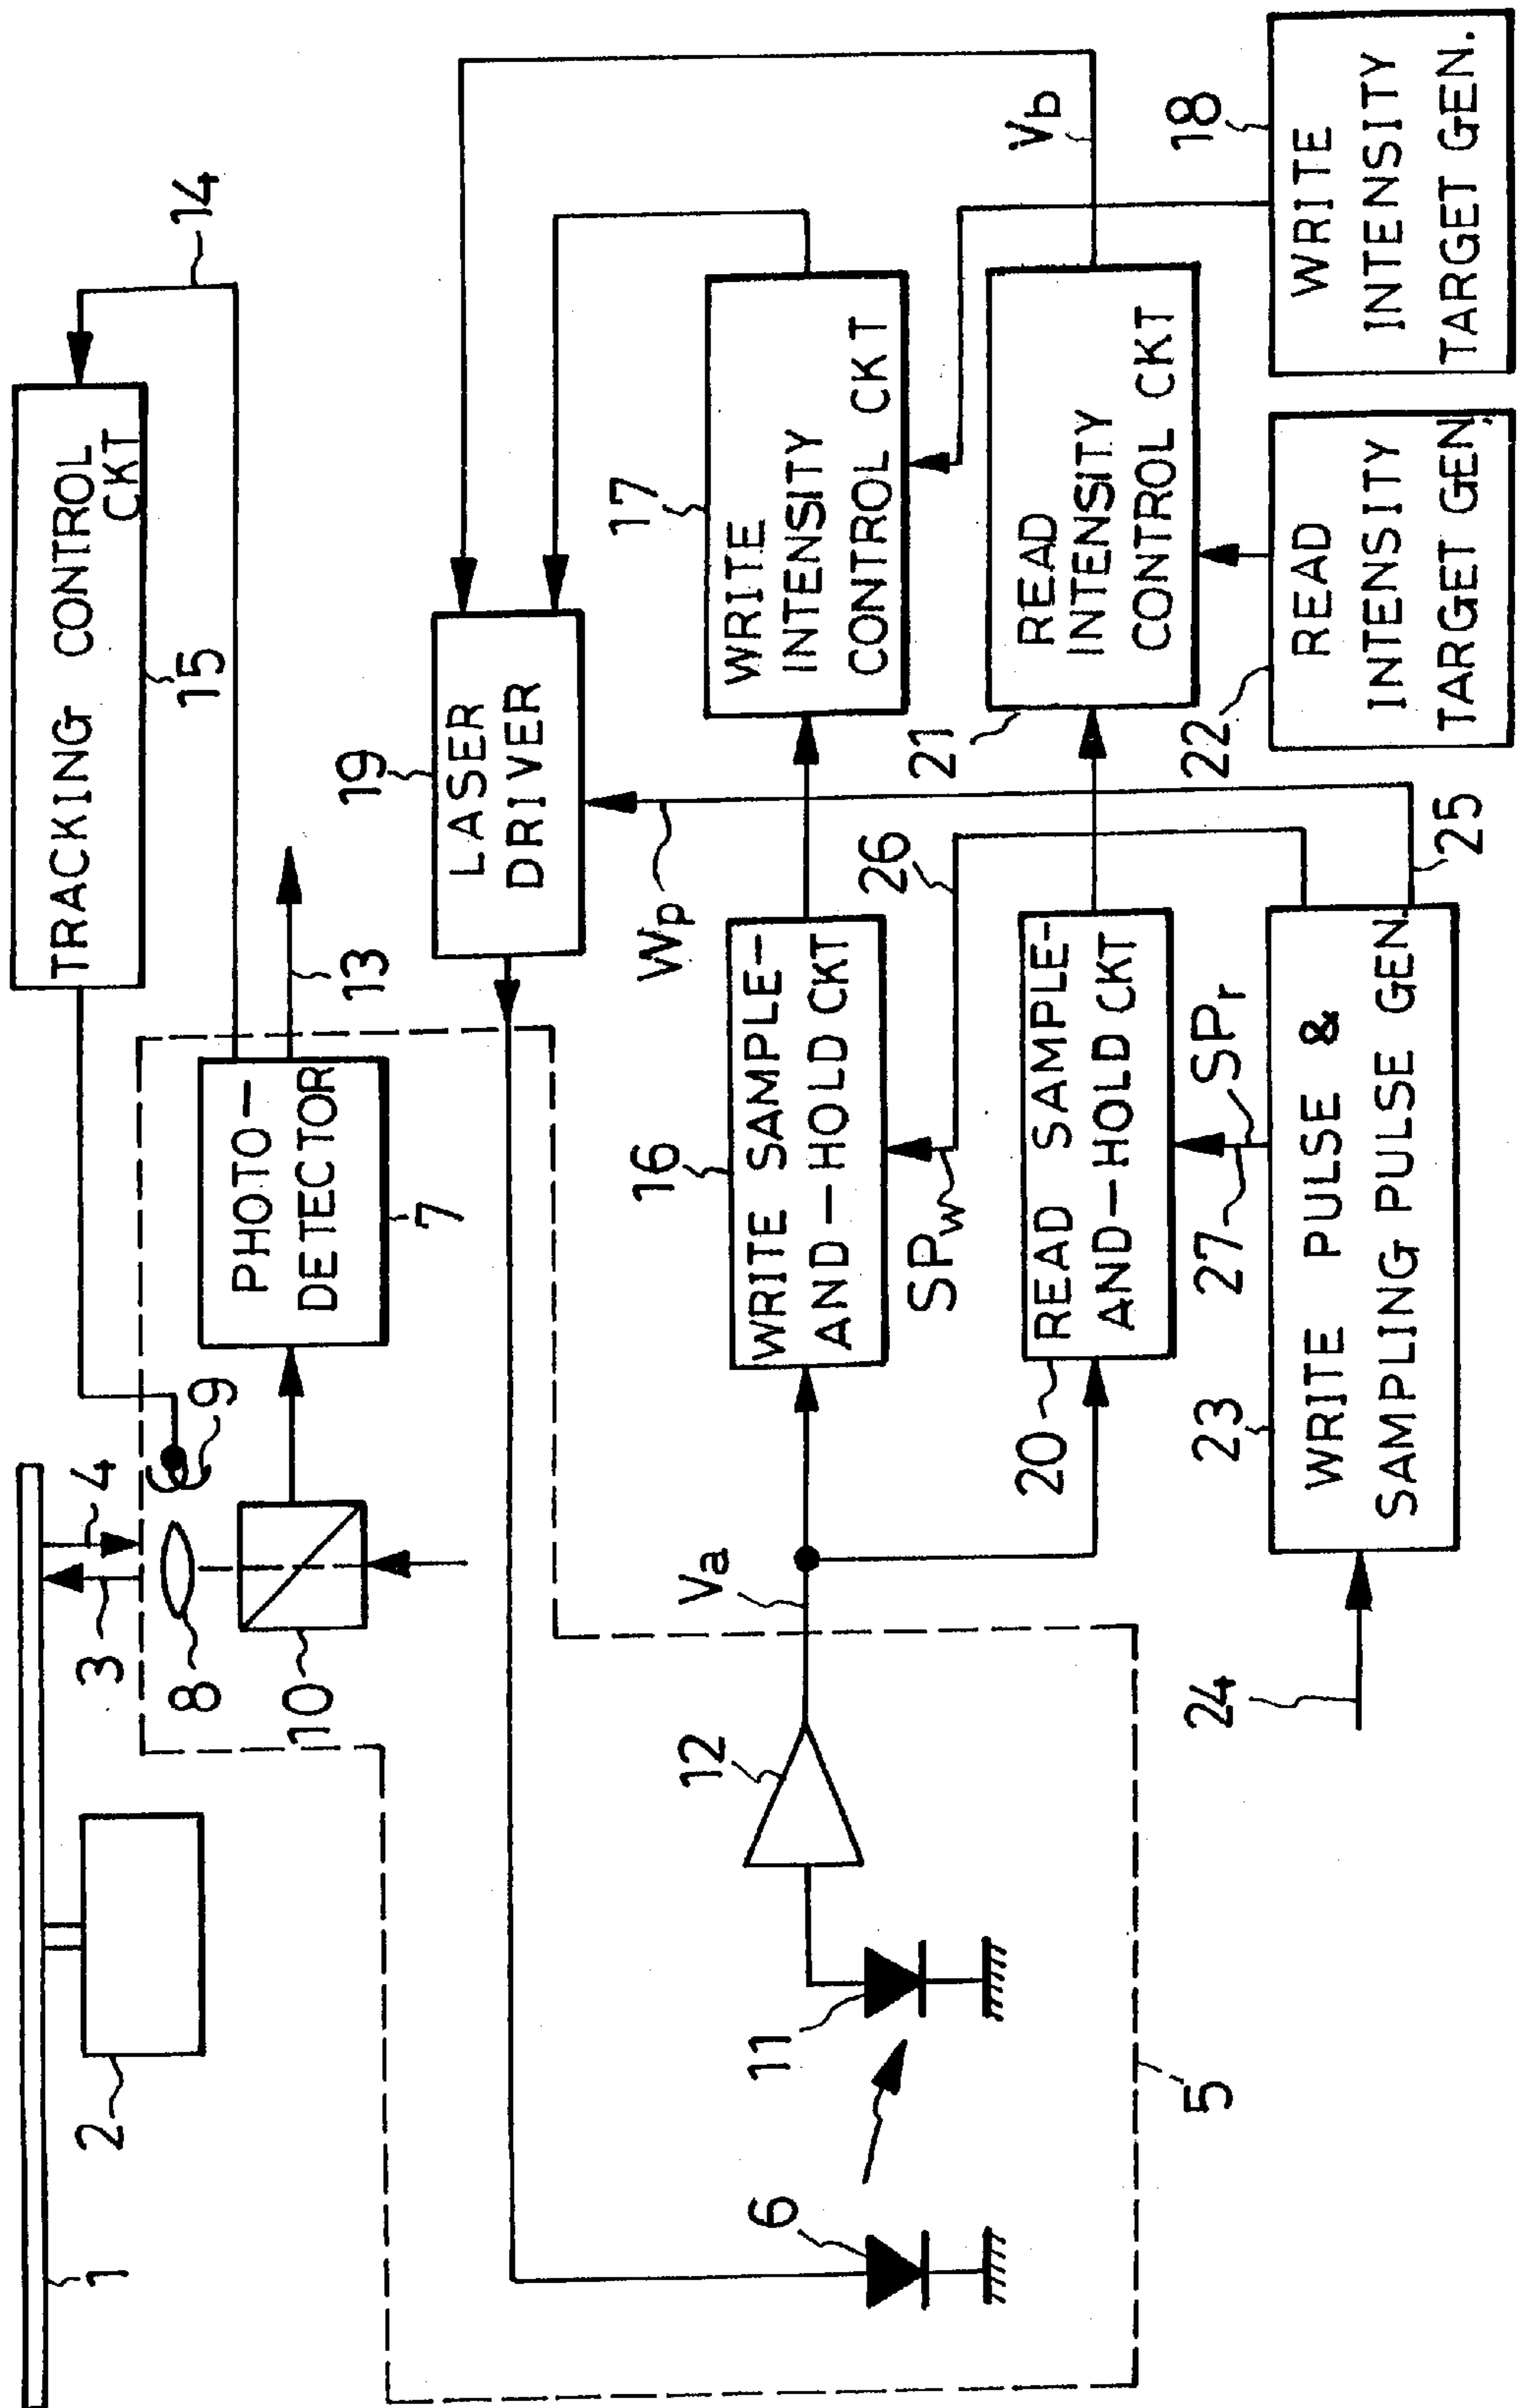 1
2
3
4
8
9
10
PHOTO-
DETECTOR
7
13
14
TRACKING CONTROL
CKT
15
6
11
12
5
Va
19
LASER
DRIVER
Wp
16
WRITE SAMPLE-
AND-HOLD CKT
SPw
26
17
WRITE
INTENSITY
CONTROL CKT
Vb
20
READ SAMPLE-
AND-HOLD CKT
27
SPr
21
READ
INTENSITY
CONTROL CKT
24
23
WRITE PULSE &
SAMPLING PULSE GEN.
25
22
READ
INTENSITY
TARGET GEN.
18
WRITE
INTENSITY
TARGET GEN.